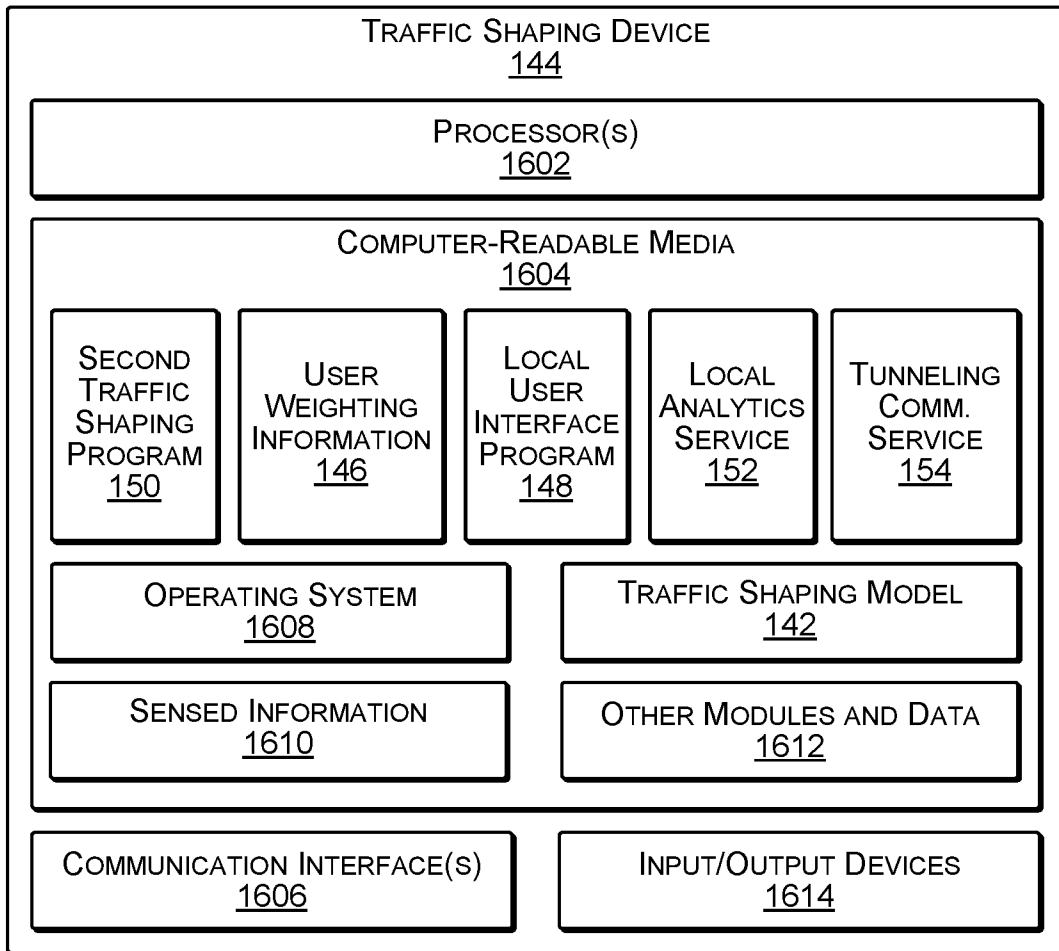 TRAFFIC SHAPING DEVICE
144
PROCESSOR(S)
1602
COMPUTER-READABLE MEDIA
1604
SECOND
TRAFFIC
SHAPING
PROGRAM
150
USER
WEIGHTING
INFORMATION
146
LOCAL
USER
INTERFACE
PROGRAM
148
LOCAL
ANALYTICS
SERVICE
152
TUNNELING
COMM.
SERVICE
154
OPERATING SYSTEM
1608
TRAFFIC SHAPING MODEL
142
SENSED INFORMATION
1610
OTHER MODULES AND DATA
1612
COMMUNICATION INTERFACE(S)
1606
INPUT/OUTPUT DEVICES
1614